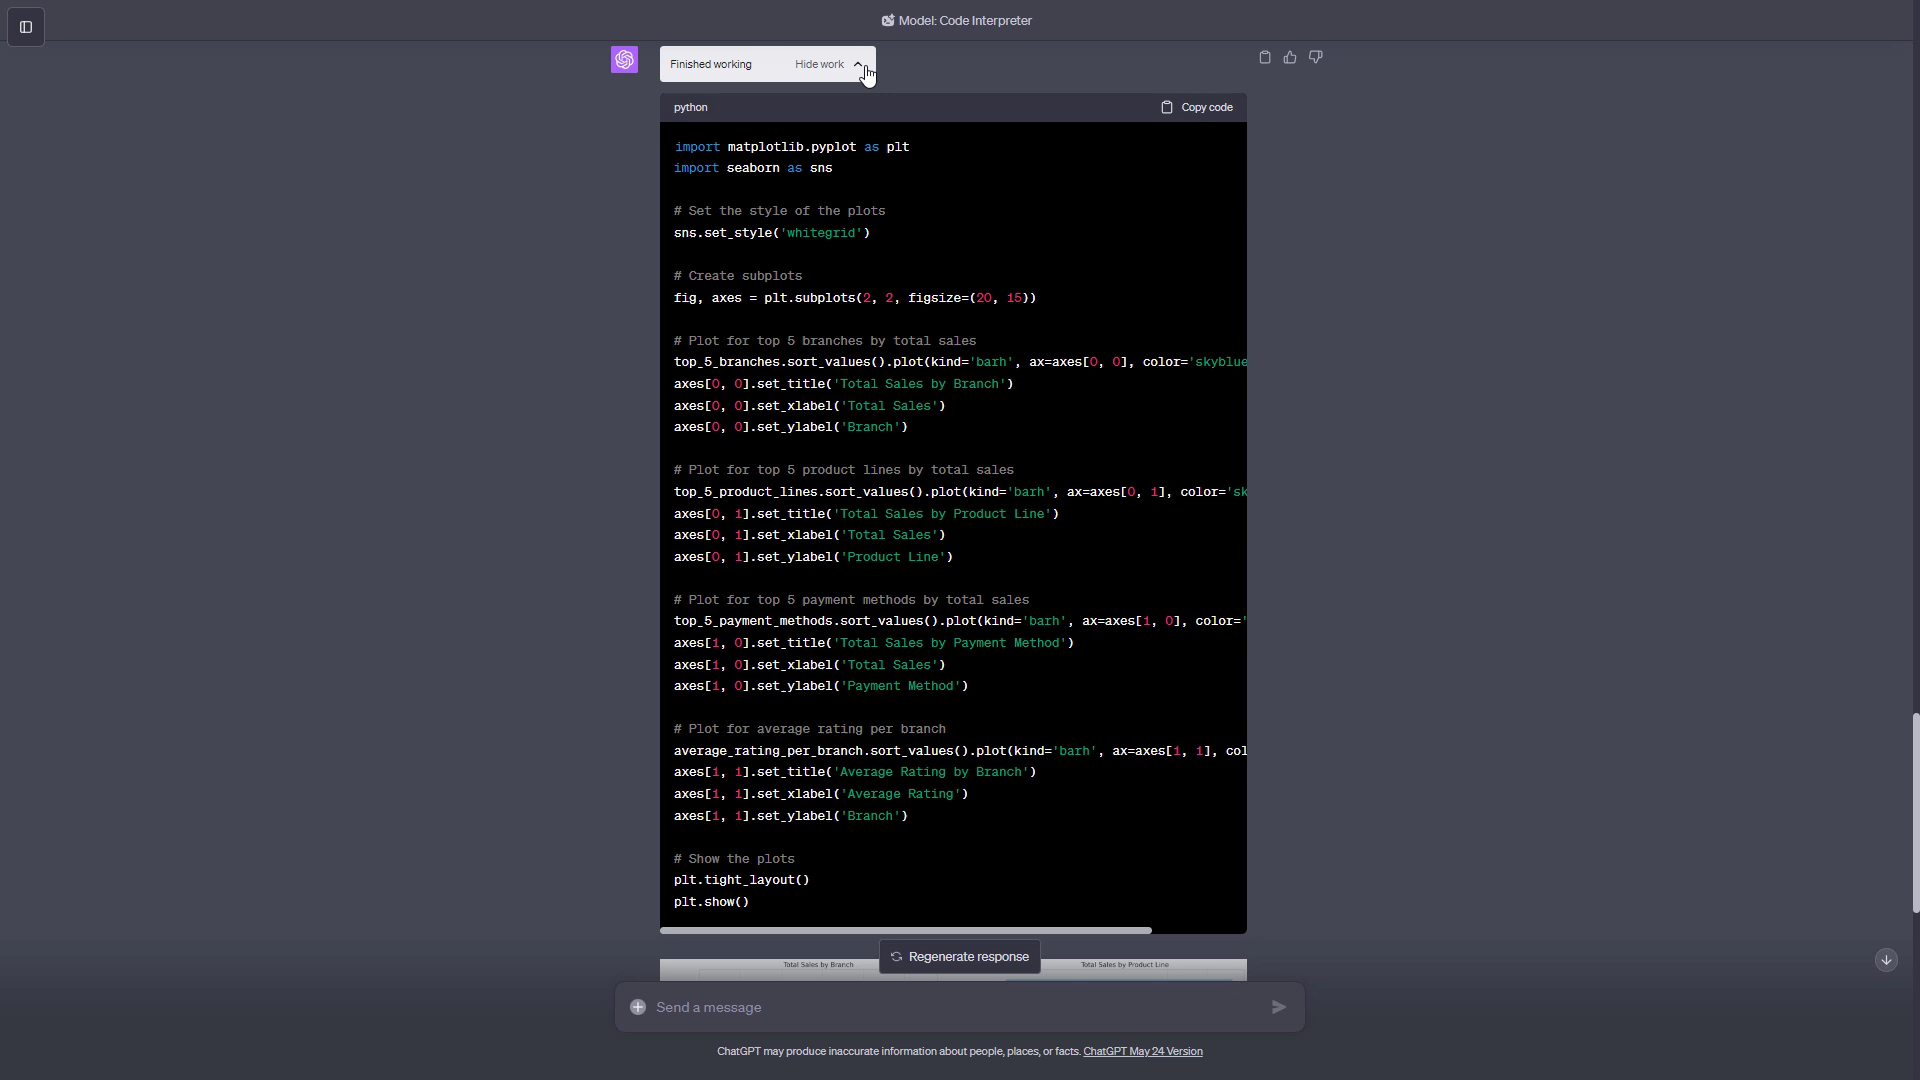 Model: Code Interpreter
Finished working Hide work
python Copy code
import matplotlib.pyplot as plt
import seaborn as sns
# Set the style of the plots
sns.set_style('whitegrid')
# Create subplots
fig, axes = plt.subplots(2, 2, figsize=(20, 15))
# Plot for top 5 branches by total sales
top_5_branches.sort_values().plot(kind='barh', ax=axes[0, 0], color='skyblue
axes[0, 0].set_title('Total Sales by Branch')
axes[0, 0].set_xlabel('Total Sales')
axes[0, 0].set_ylabel('Branch')
# Plot for top 5 product lines by total sales
top_5_product_lines.sort_values().plot(kind='barh', ax=axes[0, 1], color='sk
axes[0, 1].set_title('Total Sales by Product Line')
axes[0, 1].set_xlabel('Total Sales')
axes[0, 1].set_ylabel('Product Line')
# Plot for top 5 payment methods by total sales
top_5_payment_methods.sort_values().plot(kind='barh', ax=axes[1, 0], color='
axes[1, 0].set_title('Total Sales by Payment Method')
axes[1, 0].set_xlabel('Total Sales')
axes[1, 0].set_ylabel('Payment Method')
# Plot for average rating per branch
average_rating_per_branch.sort_values().plot(kind='barh', ax=axes[1, 1], col
axes[1, 1].set_title('Average Rating by Branch')
axes[1, 1].set_xlabel('Average Rating')
axes[1, 1].set_ylabel('Branch')
# Show the plots
plt.tight_layout()
plt.show()
Regenerate response
Total Sales by Branch Total Sales by Product Line
Send a message
ChatGPT may produce inaccurate information about people, places, or facts. ChatGPT May 24 Version